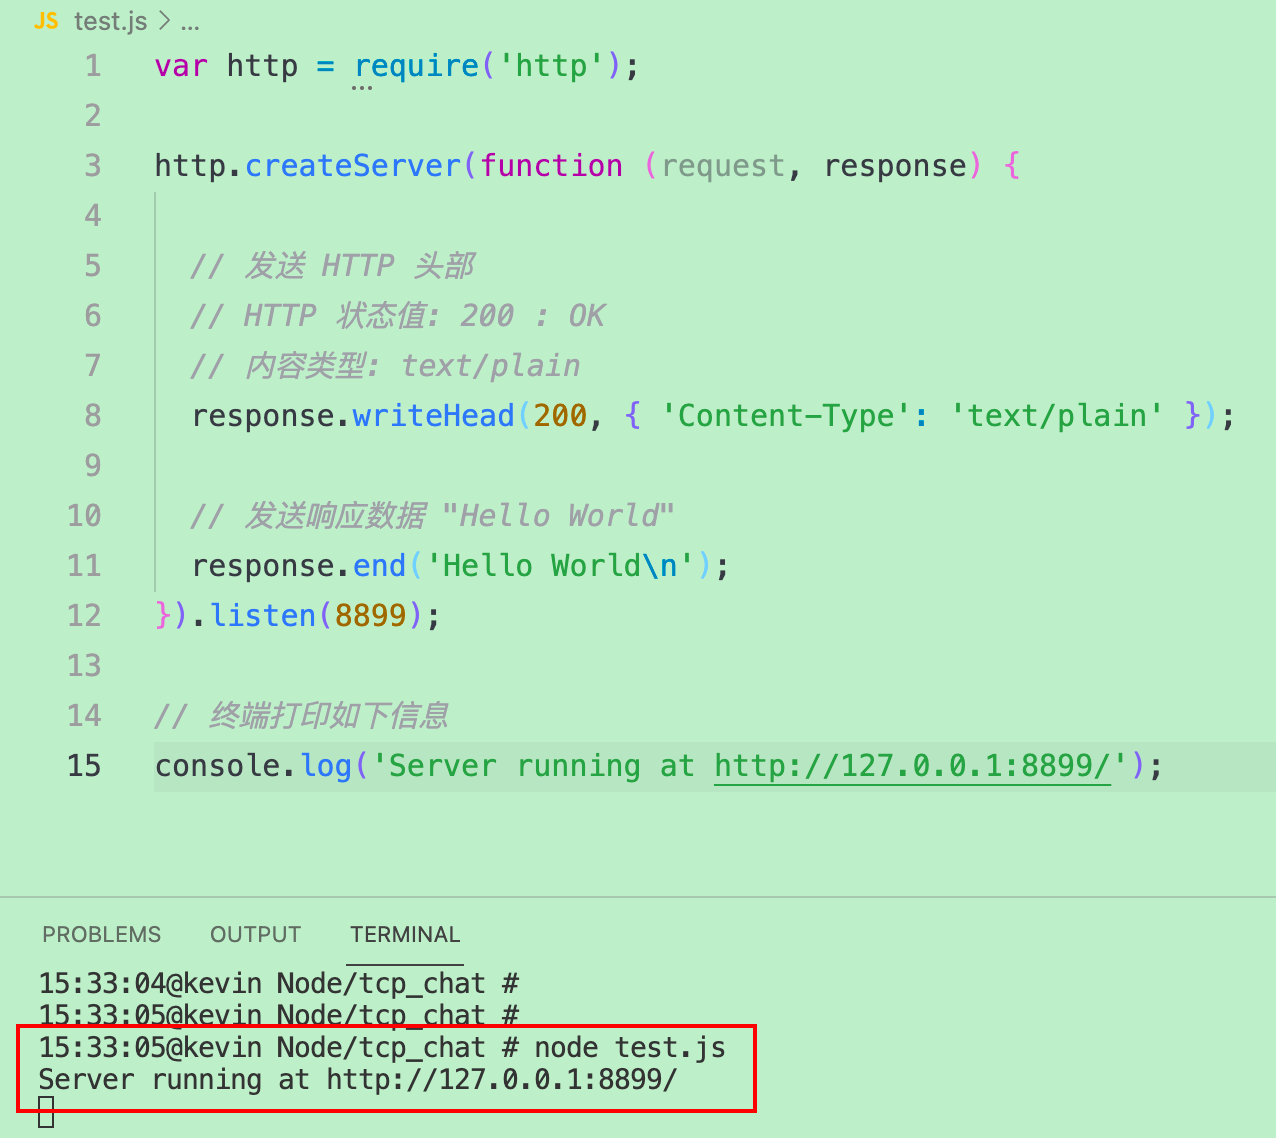 JS test.js > ...
1 var http = require('http');
2
3 http.createServer(function (request, response) {
4
5 // 发送 HTTP 头部
6 // HTTP 状态值: 200 : OK
7 // 内容类型: text/plain
8 response.writeHead(200, { 'Content-Type': 'text/plain' });
9
10 // 发送响应数据 "Hello World"
11 response.end('Hello World\n');
12 }).listen(8899);
13
14 // 终端打印如下信息
15 console.log('Server running at http://127.0.0.1:8899/');
PROBLEMS OUTPUT TERMINAL
15:33:04@kevin Node/tcp_chat #
15:33:05@kevin Node/tcp_chat #
15:33:05@kevin Node/tcp_chat # node test.js
Server running at http://127.0.0.1:8899/